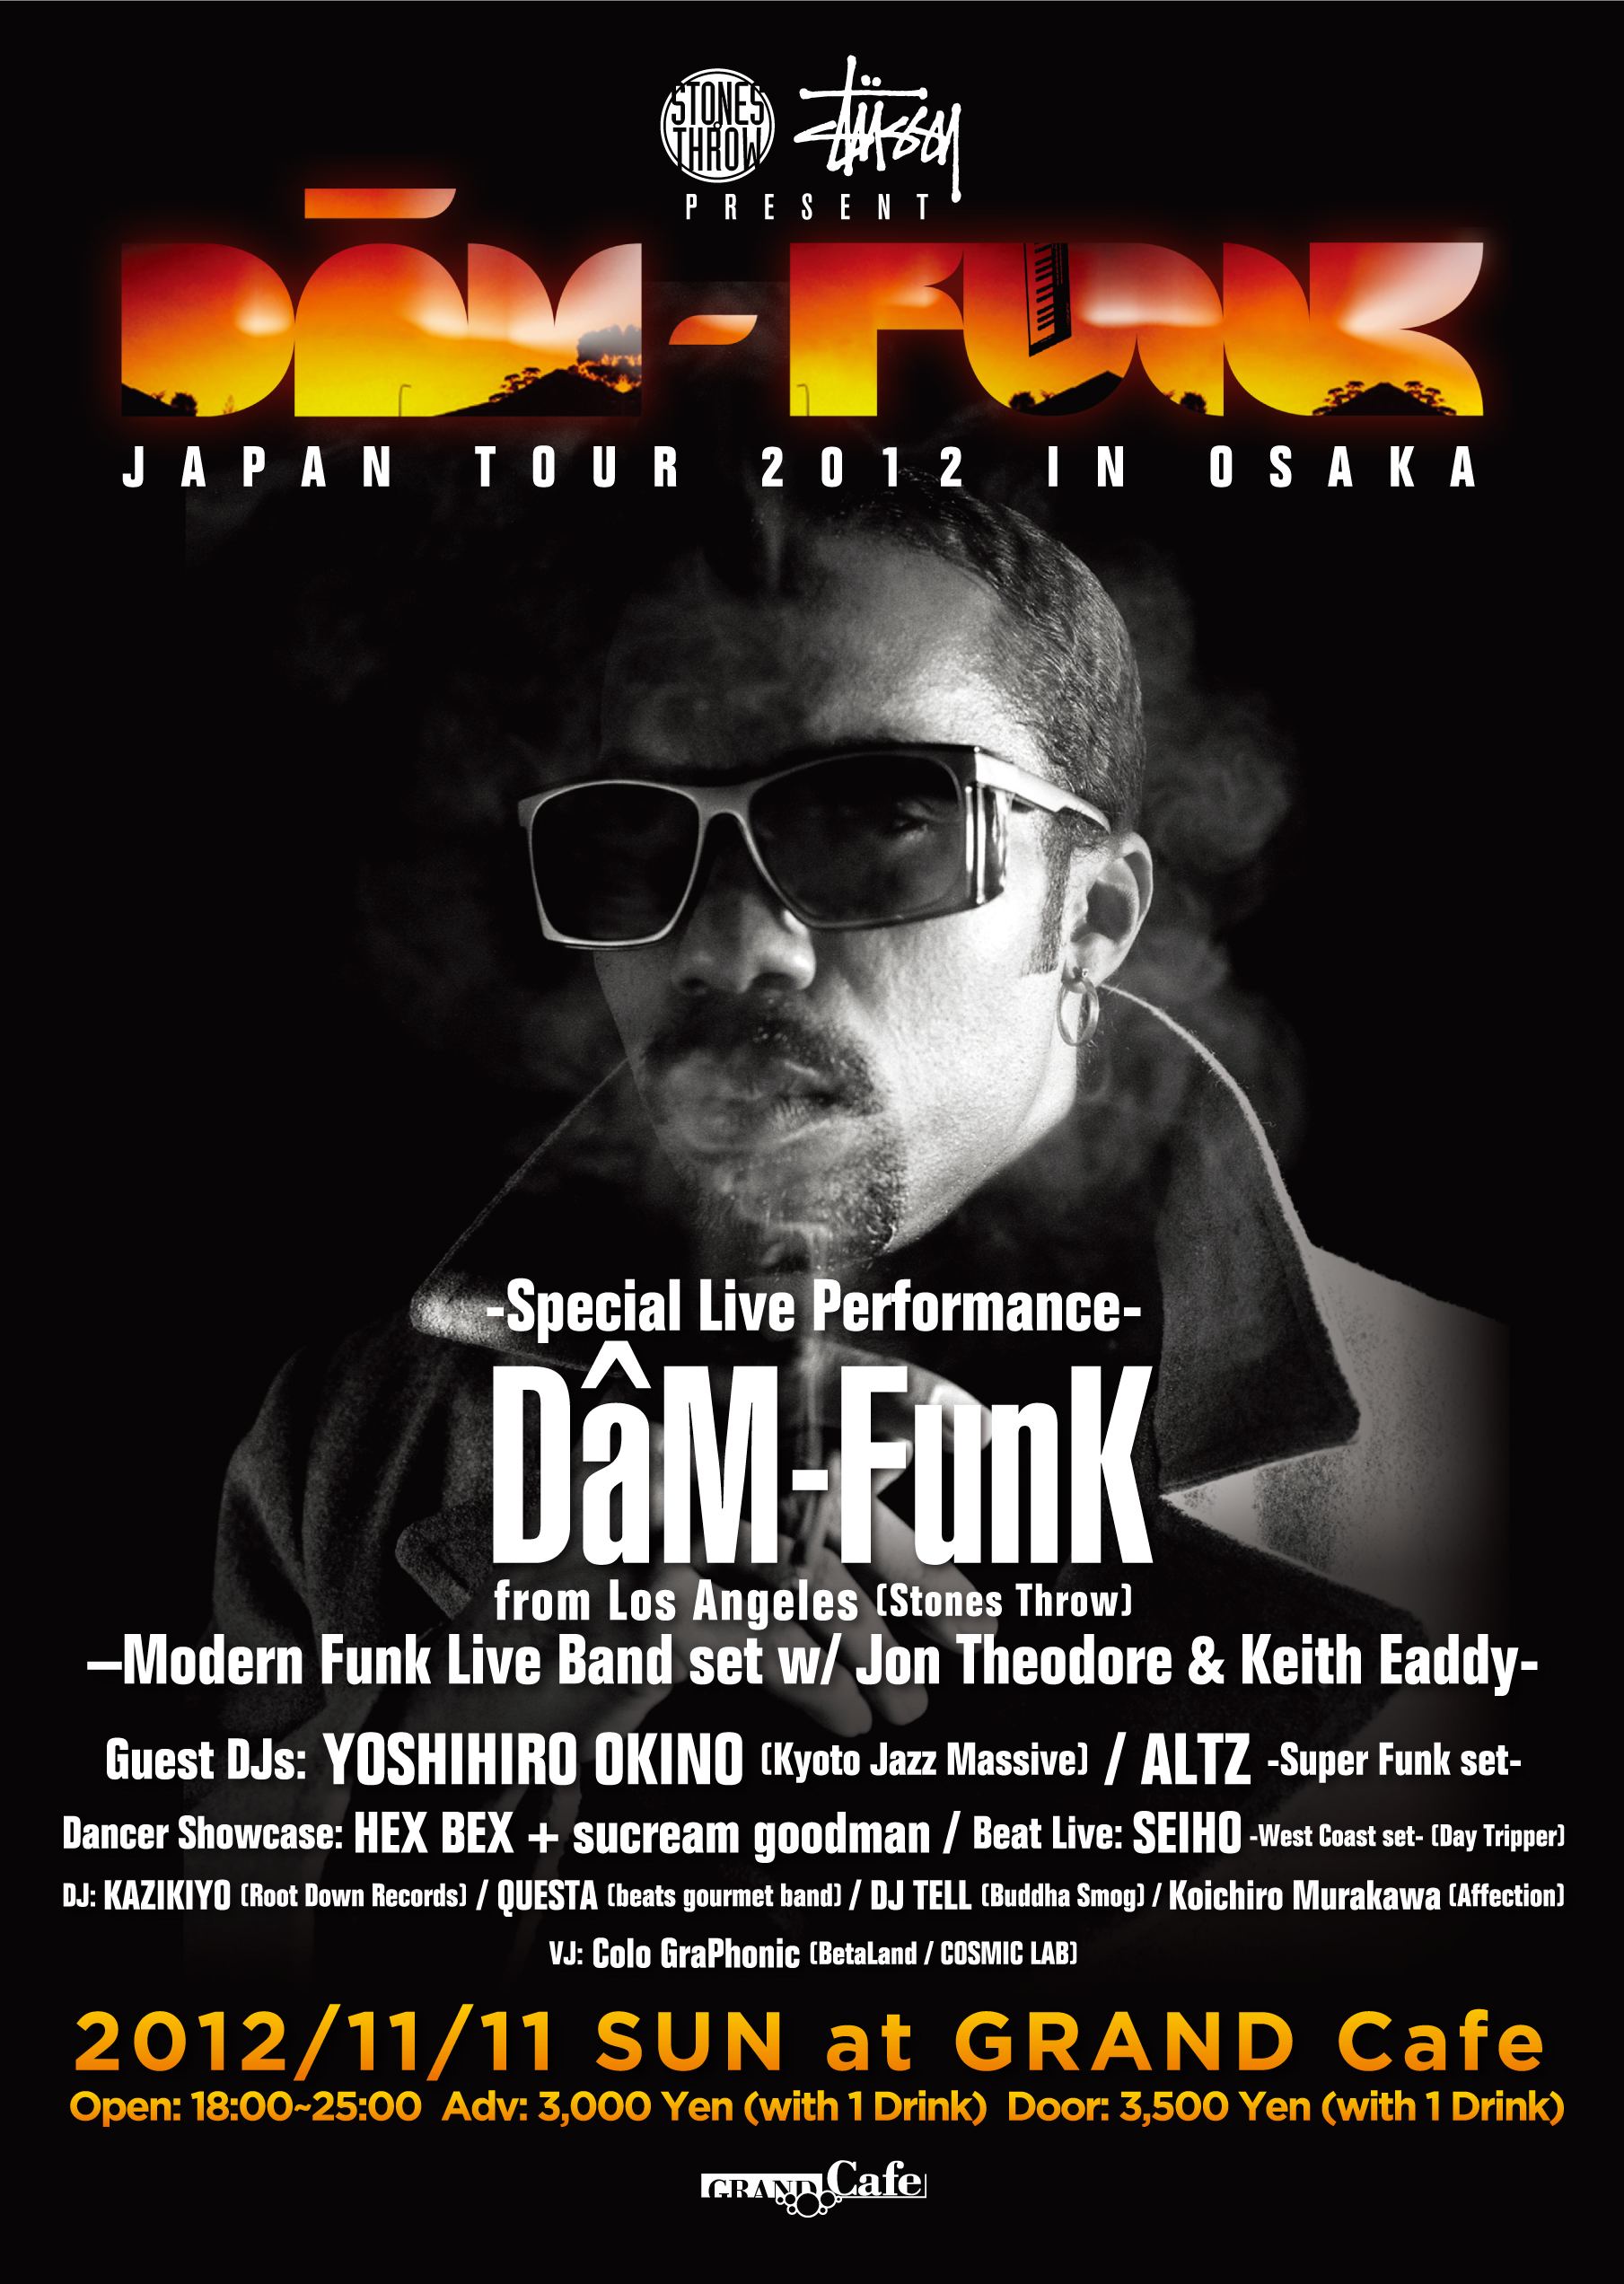 STONES THROW
Stüssy
PRESENT
DāM-FUNK
JAPAN TOUR 2012 IN OSAKA
-Special Live Performance-
DâM-FunK
from Los Angeles (Stones Throw)
–Modern Funk Live Band set w/ Jon Theodore & Keith Eaddy-
Guest DJs: YOSHIHIRO OKINO (Kyoto Jazz Massive) / ALTZ -Super Funk set-
Dancer Showcase: HEX BEX + sucream goodman / Beat Live: SEIHO -West Coast set- (Day Tripper)
DJ: KAZIKIYO (Root Down Records) / QUESTA (beats gourmet band) / DJ TELL (Buddha Smog) / Koichiro Murakawa (Affection)
VJ: Colo GraPhonic (BetaLand / COSMIC LAB)
2012/11/11 SUN at GRAND Cafe
Open: 18:00~25:00 Adv: 3,000 Yen (with 1 Drink) Door: 3,500 Yen (with 1 Drink)
GRAND Cafe